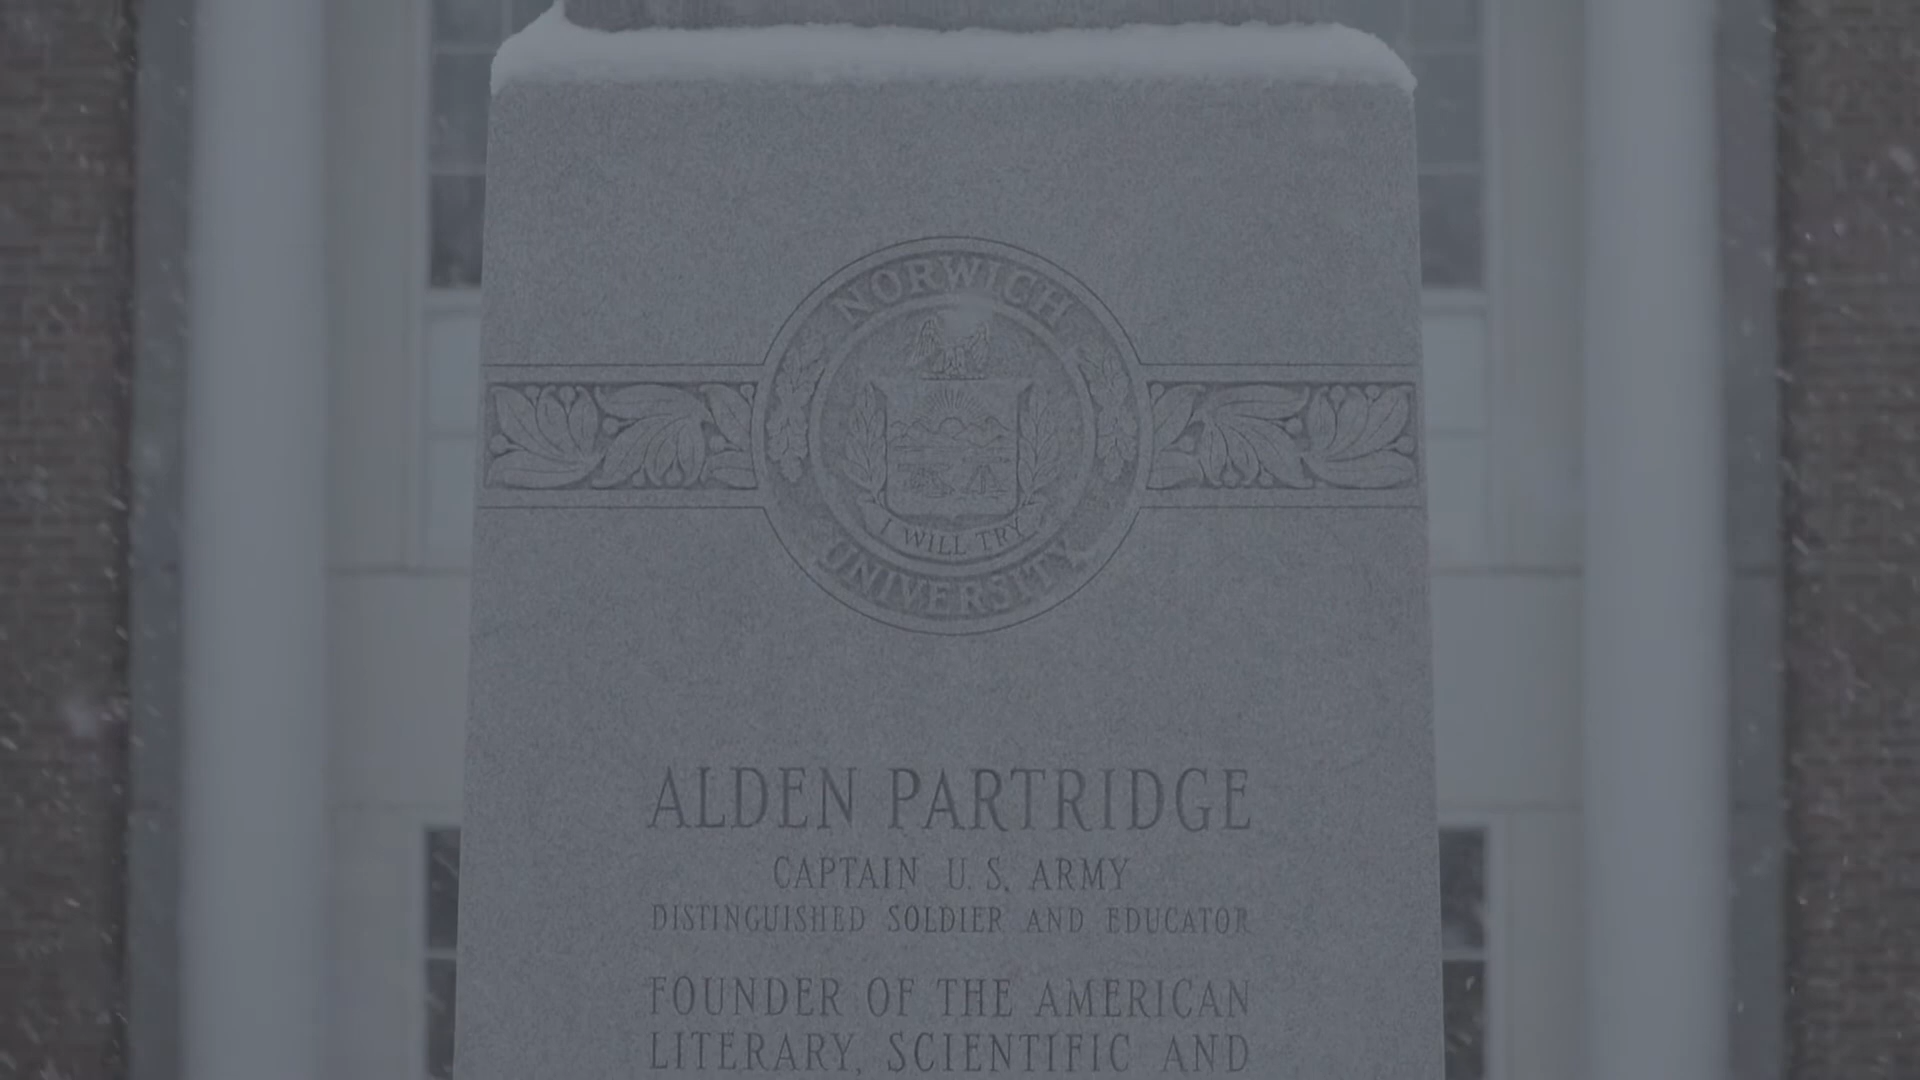 NORWICH
I WILL TRY
UNIVERSITY
ALDEN PARTRIDGE
CAPTAIN U. S. ARMY
DISTINGUISHED SOLDIER AND EDUCATOR
FOUNDER OF THE AMERICAN
LITERARY, SCIENTIFIC AND